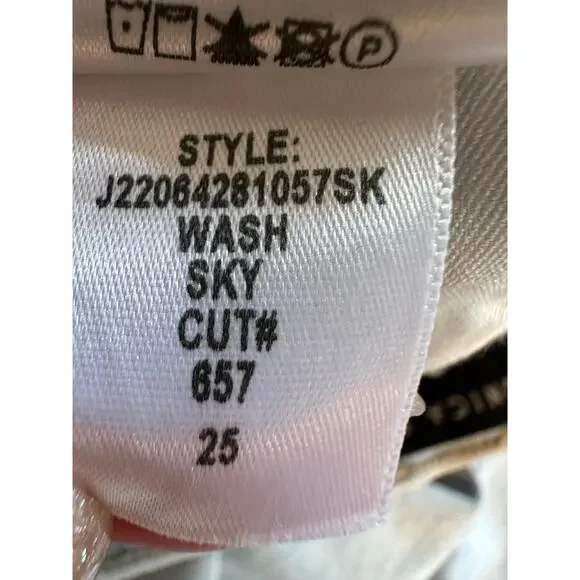 P
STYLE:
J22064281057SK
WASH
SKY
CUT#
657
25